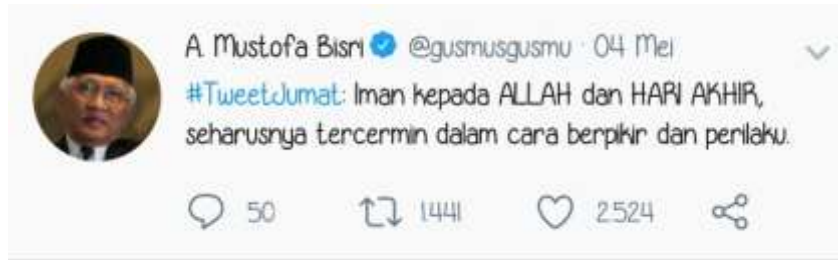 A. Mustofa Bisri @gusmusgusmu · 04 Mei
#TweetJumat: Iman kepada ALLAH dan HARI AKHIR,
seharusnya tercermin dalam cara berpikir dan perilaku.
50 1441 2524